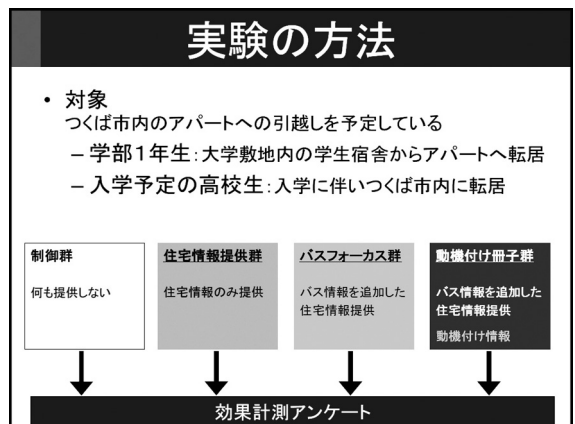 実験の方法
• 対象
つくば市内のアパートへの引越しを予定している
– 学部1年生:大学敷地内の学生宿舎からアパートへ転居
– 入学予定の高校生:入学に伴いつくば市内に転居
制御群
何も提供しない
住宅情報提供群
住宅情報のみ提供
バスフォーカス群
バス情報を追加した
住宅情報提供
動機付け冊子群
バス情報を追加した
住宅情報提供
動機付け情報
効果計測アンケート